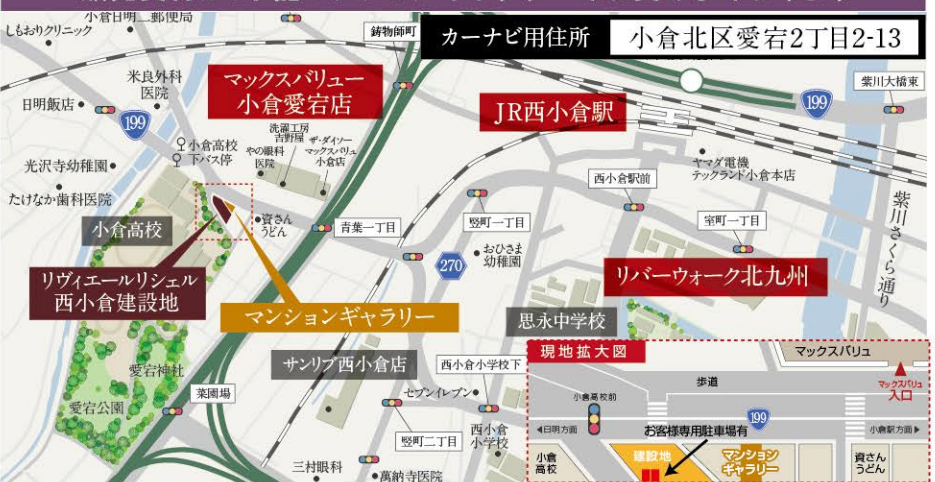 小倉日明二郵便局
しもおりクリニック
鋳物師町
カーナビ用住所
小倉北区愛宕2丁目2-13
米良外科
医院
マックスバリュー
小倉愛宕店
JR西小倉駅
199
紫川大橋東
日明飯店
199
洗濯工房
吉野屋
ザ・ダイソー
マックスバリュ
小倉店
やの眼科
医院
小倉高校
下バス停
ヤマダ電機
テックランド小倉本店
光沢寺幼稚園
西小倉駅前
たけなか歯科医院
竪町一丁目
室町一丁目
紫川さくら通り
小倉高校
資さん
うどん
青葉一丁目
おひさま
幼稚園
270
リヴィエールリシェル
西小倉建設地
リバーウォーク北九州
マンションギャラリー
思永中学校
サンリブ西小倉店
西小倉小学校下
愛宕神社
愛宕公園
菜園場
セブンイレブン
竪町二丁目
西小倉
小学校
三村眼科
萬納寺医院
現地拡大図
マックスバリュ
歩道
マックスバリュ
入口
小倉高校前
199
◀日明方面
お客様専用駐車場有
小倉駅方面▶
小倉
高校
建設地
マンション
ギャラリー
資さん
うどん